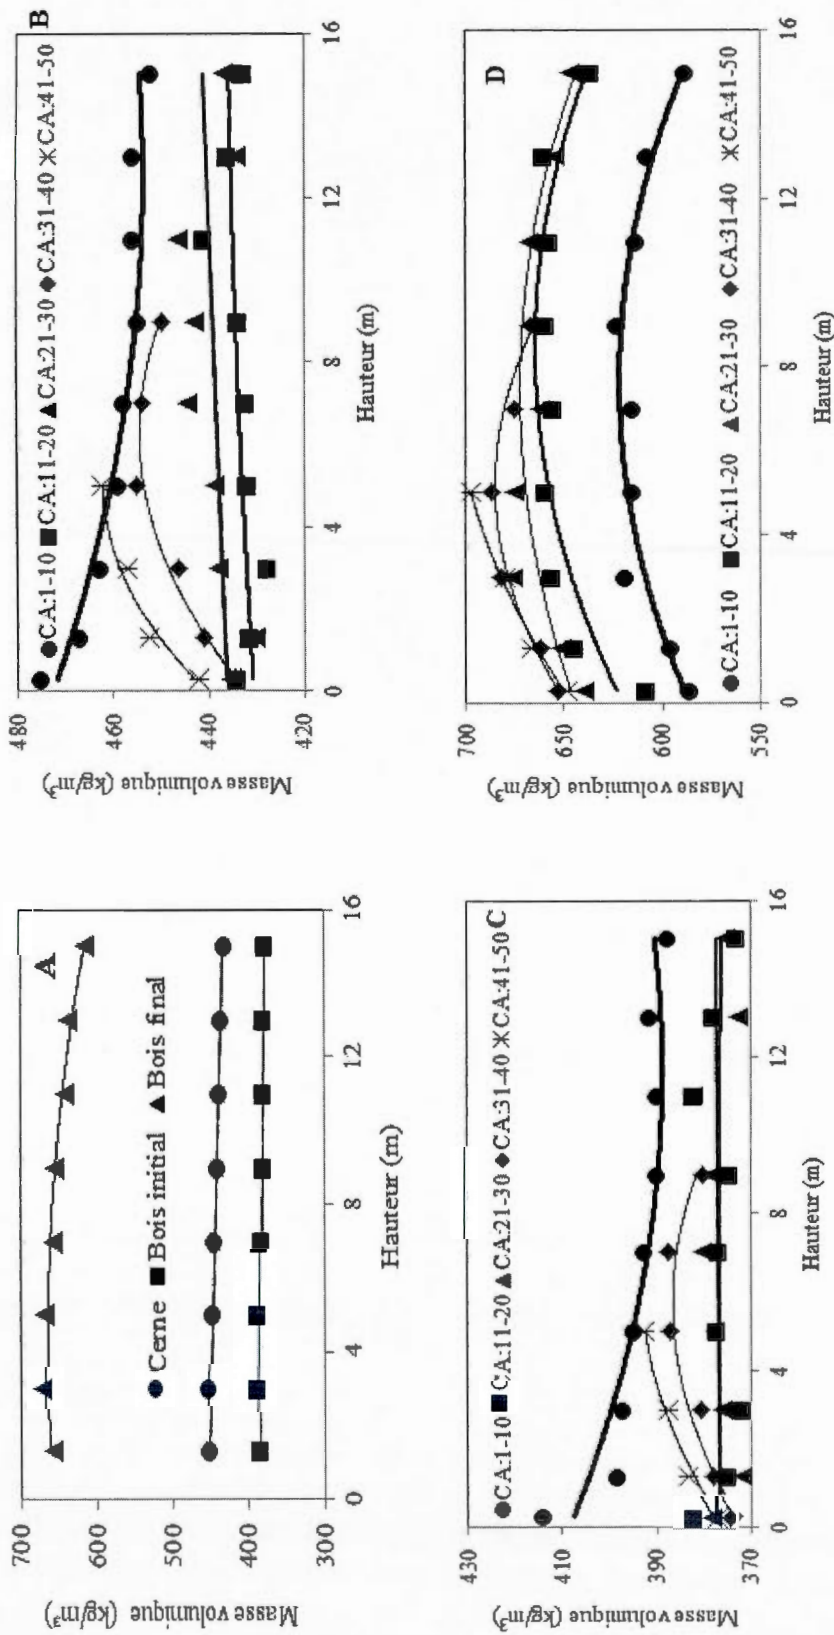 A
700
600
500
400
300
Masse volumique (kg/m³)
● Cerne ■ Bois initial ▲ Bois final
0
4
8
12
16
Hauteur (m)
B
480
460
440
420
Masse volumique (kg/m³)
● CA:1-10 ■ CA:11-20 ▲ CA:21-30 ◆ CA:31-40 ✳ CA:41-50
0
4
8
12
16
Hauteur (m)
C
430
410
390
370
Masse volumique (kg/m³)
● CA:1-10 ■ CA:11-20 ▲ CA:21-30 ◆ CA:31-40 ✳ CA:41-50
0
4
8
12
16
Hauteur (m)
D
700
650
600
550
Masse volumique (kg/m³)
● CA:1-10 ■ CA:11-20 ▲ CA:21-30 ◆ CA:31-40 ✳ CA:41-50
0
4
8
12
16
Hauteur (m)